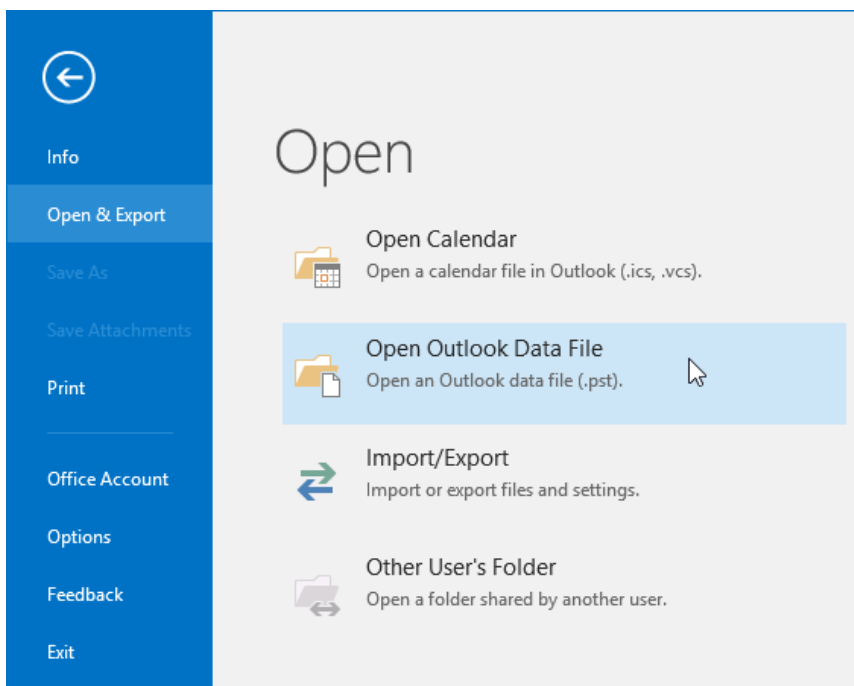 Info
Open & Export
Save As
Save Attachments
Print
Office Account
Options
Feedback
Exit
Open
Open Calendar
Open a calendar file in Outlook (.ics, .vcs).
Open Outlook Data File
Open an Outlook data file (.pst).
Import/Export
Import or export files and settings.
Other User's Folder
Open a folder shared by another user.